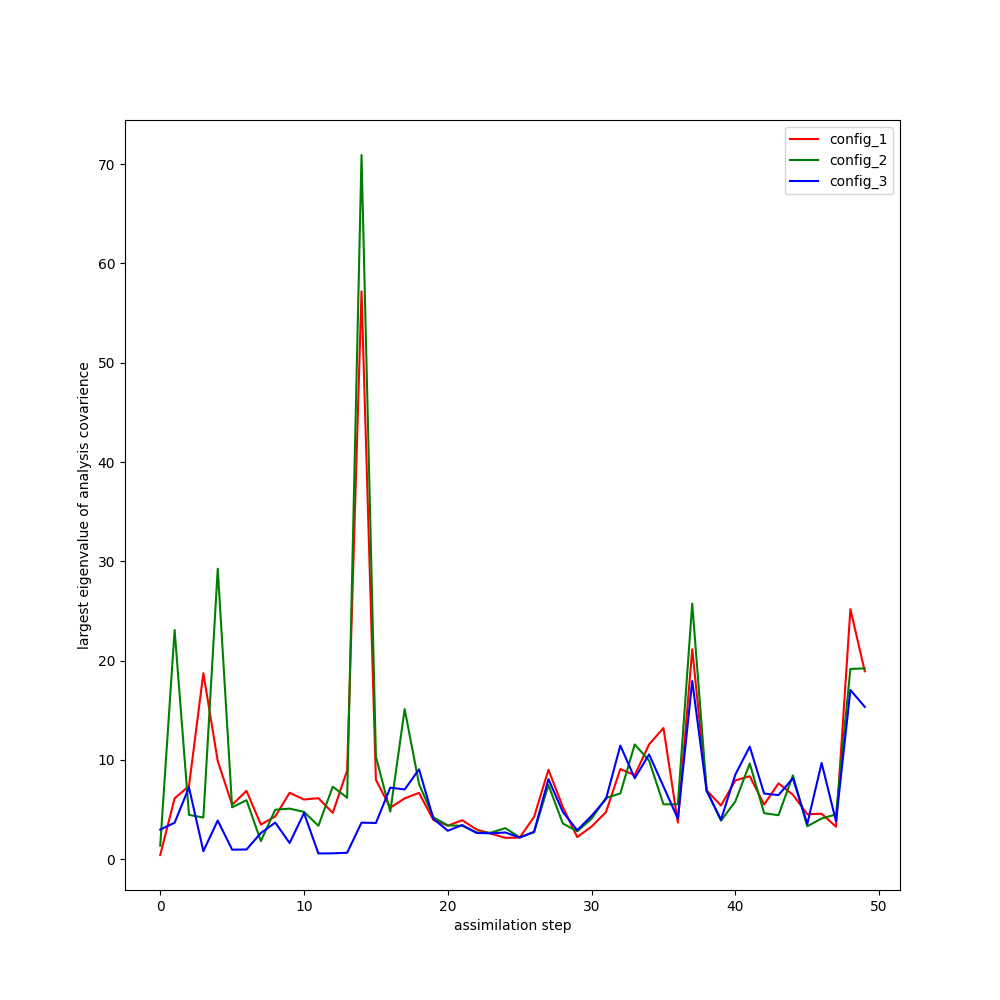 config_1
config_2
config_3
70
60
50
40
30
20
10
0
largest eigenvalue of analysis covarience
0 10 20 30 40 50
assimilation step